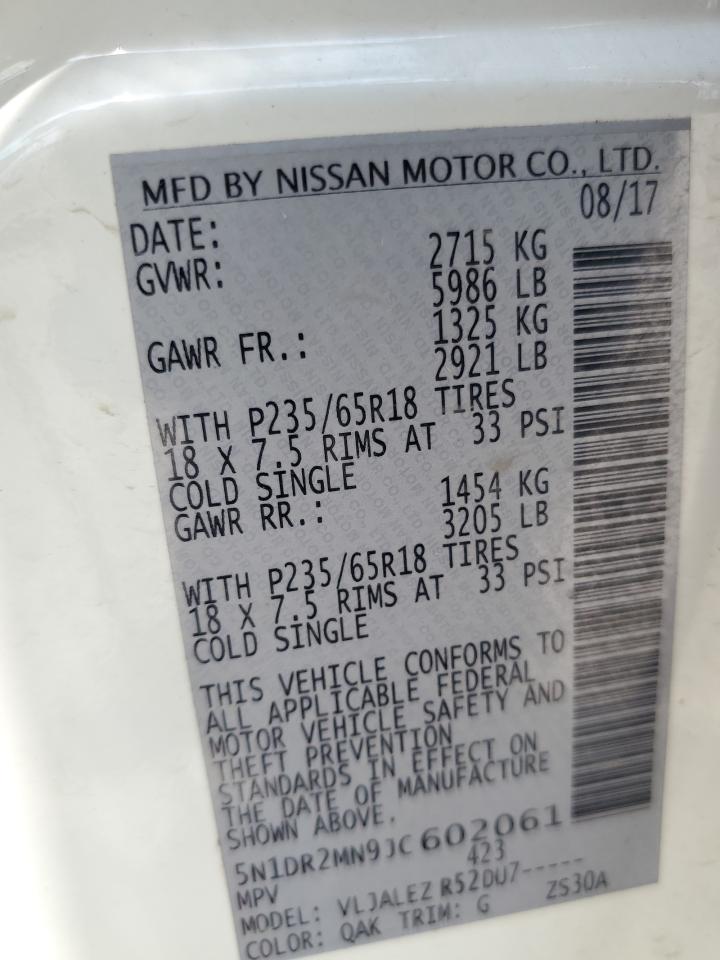 MFD BY NISSAN MOTOR CO., LTD.
DATE: 08/17
GVWR: 2715 KG
5986 LB
GAWR FR.: 1325 KG
2921 LB
WITH P235/65R18 TIRES
18 X 7.5 RIMS AT 33 PSI
COLD SINGLE
GAWR RR.: 1454 KG
3205 LB
WITH P235/65R18 TIRES
18 X 7.5 RIMS AT 33 PSI
COLD SINGLE
THIS VEHICLE CONFORMS TO
ALL APPLICABLE FEDERAL
MOTOR VEHICLE SAFETY AND
THEFT PREVENTION
STANDARDS IN EFFECT ON
THE DATE OF MANUFACTURE
SHOWN ABOVE.
5N1DR2MN9JC602061
MPV 423
MODEL: VLJALEZ R52DU7-----
COLOR: QAK TRIM: G ZS30A